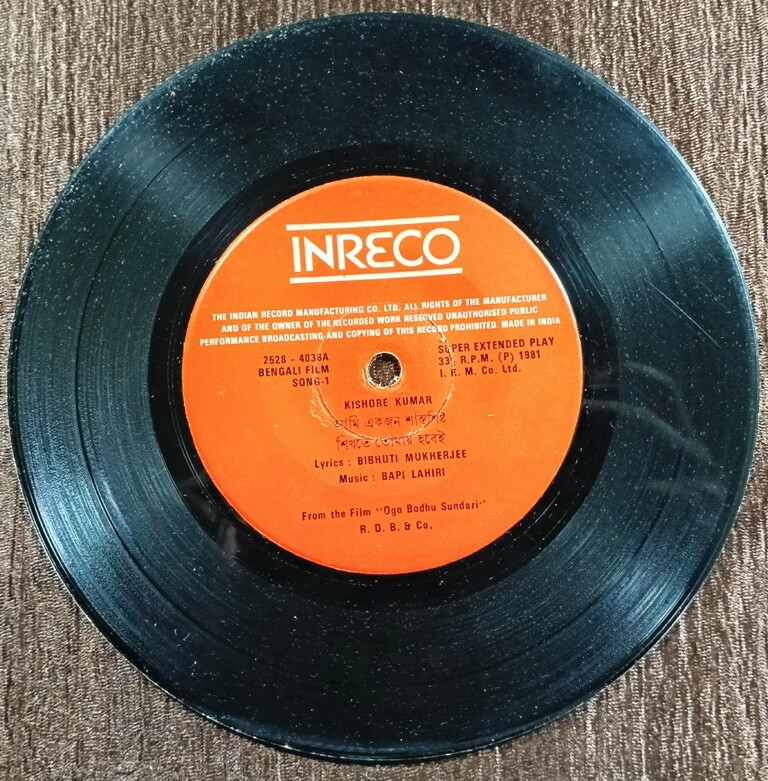 INRECO
THE INDIAN RECORD MANUFACTURING CO. LTD. ALL RIGHTS OF THE MANUFACTURER
AND OF THE OWNER OF THE RECORDED WORK RESERVED UNAUTHORISED PUBLIC
PERFORMANCE BROADCASTING AND COPYING OF THIS RECORD PROHIBITED. MADE IN INDIA
2528 - 4038A
BENGALI FILM
SONG-1
SUPER EXTENDED PLAY
33⅓ R.P.M. (P) 1981
I. R. M. Co. Ltd.
KISHORE KUMAR
আমি একজন শান্তশিষ্ট
শিখতে তোমায় হবেই
Lyrics : BIBHUTI MUKHERJEE
Music : BAPI LAHIRI
From the Film "Ogo Bodhu Sundari"
R. D. B. & Co.